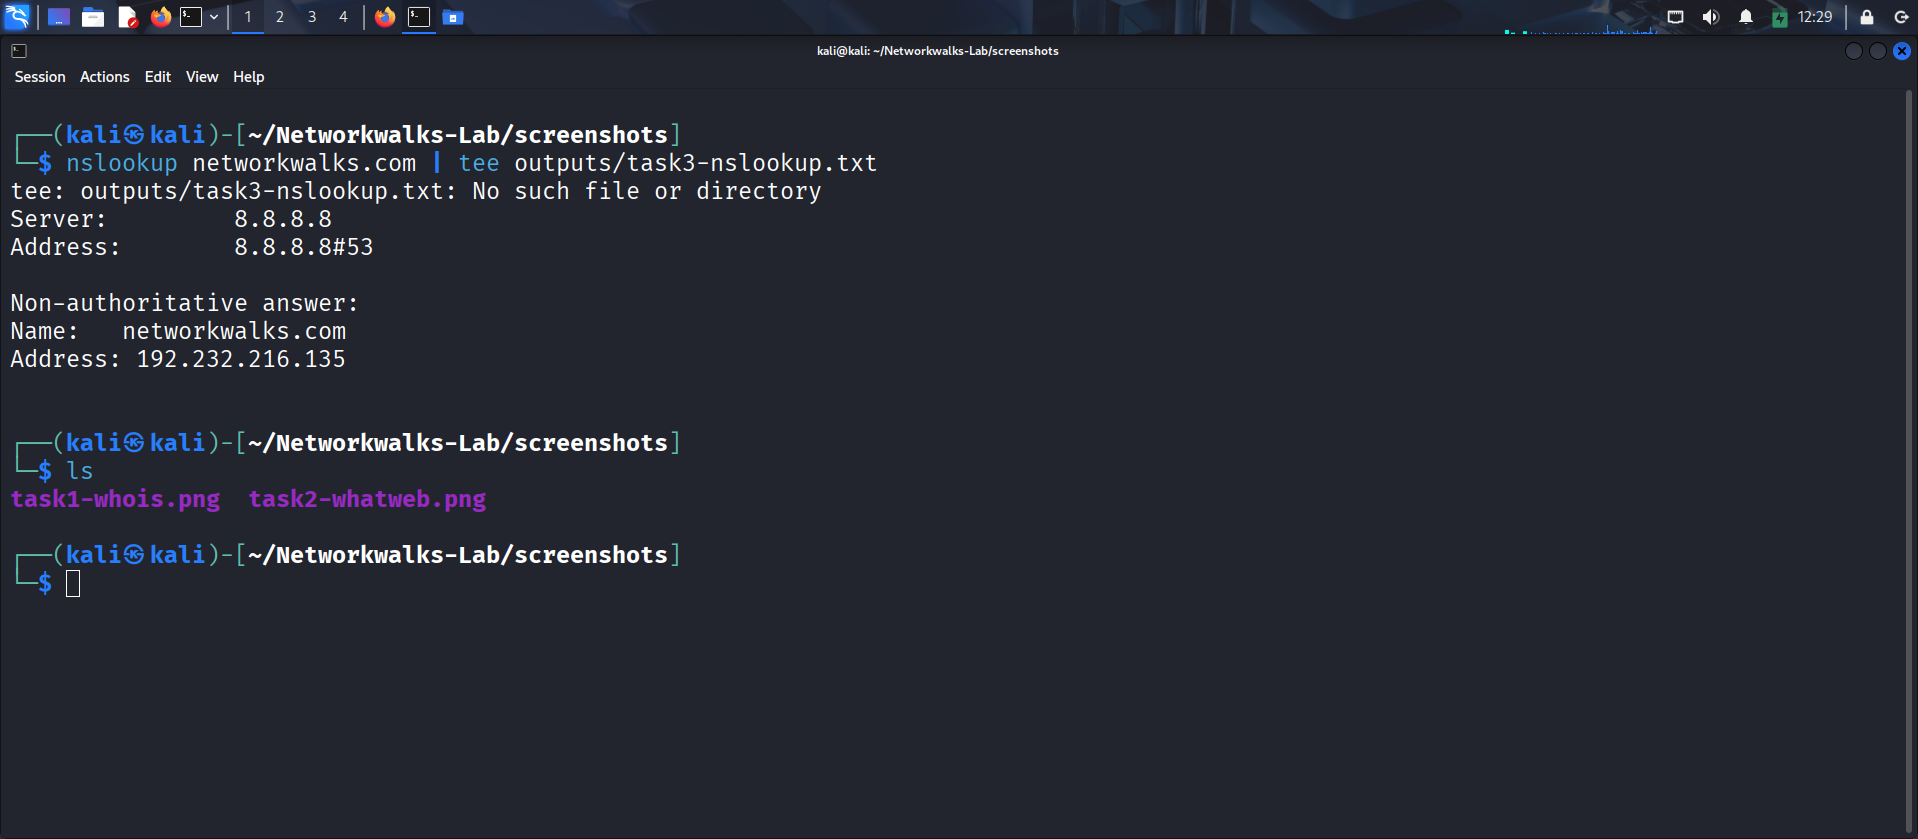 1 2 3 4 12:29
kali@kali: ~/Networkwalks-Lab/screenshots
Session Actions Edit View Help
┌──(kali㉿kali)-[~/Networkwalks-Lab/screenshots]
└─$ nslookup networkwalks.com | tee outputs/task3-nslookup.txt
tee: outputs/task3-nslookup.txt: No such file or directory
Server:         8.8.8.8
Address:        8.8.8.8#53
Non-authoritative answer:
Name:   networkwalks.com
Address: 192.232.216.135
┌──(kali㉿kali)-[~/Networkwalks-Lab/screenshots]
└─$ ls
task1-whois.png  task2-whatweb.png
┌──(kali㉿kali)-[~/Networkwalks-Lab/screenshots]
└─$